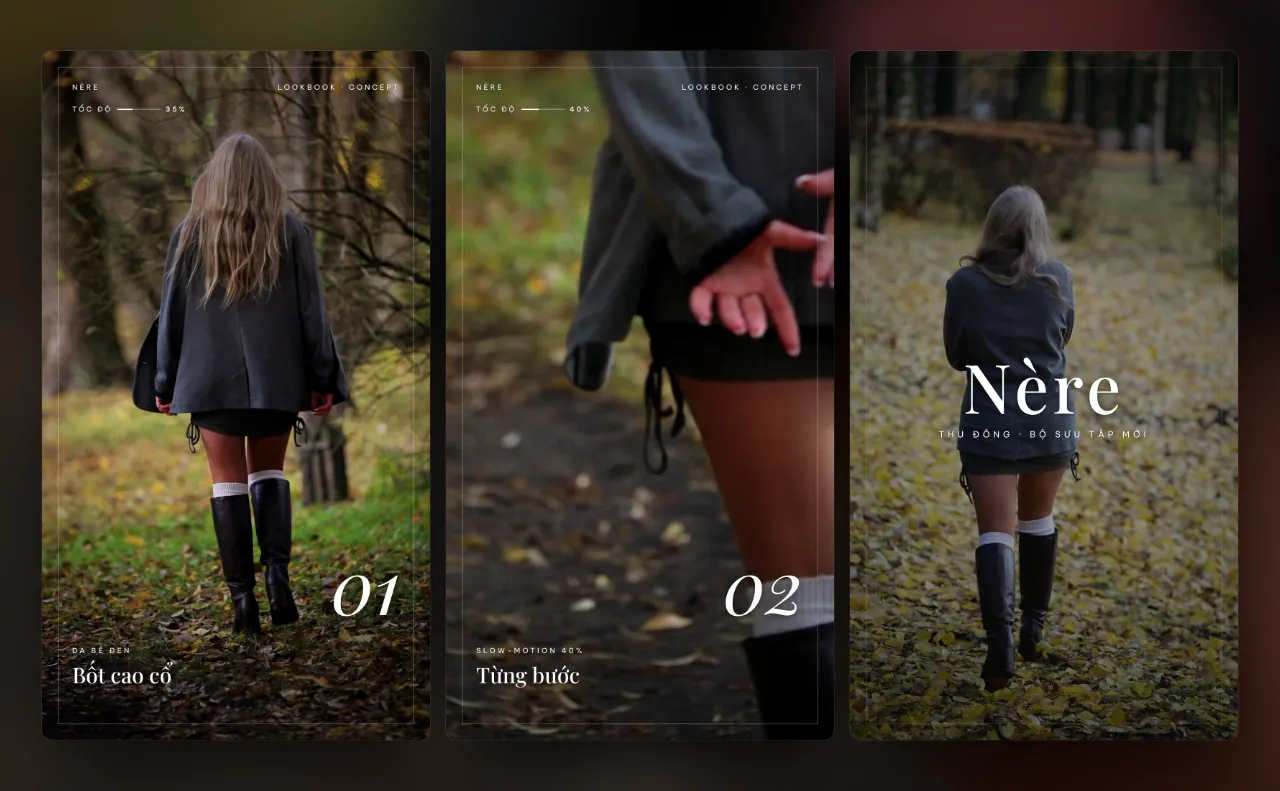 NÈRE
LOOKBOOK · CONCEPT
TỐC ĐỘ 35%
01
DA BÊ ĐEN
Bốt cao cổ
NÈRE
LOOKBOOK · CONCEPT
TỐC ĐỘ 40%
02
SLOW-MOTION 40%
Từng bước
Nère
THU ĐÔNG · BỘ SƯU TẬP MỚI